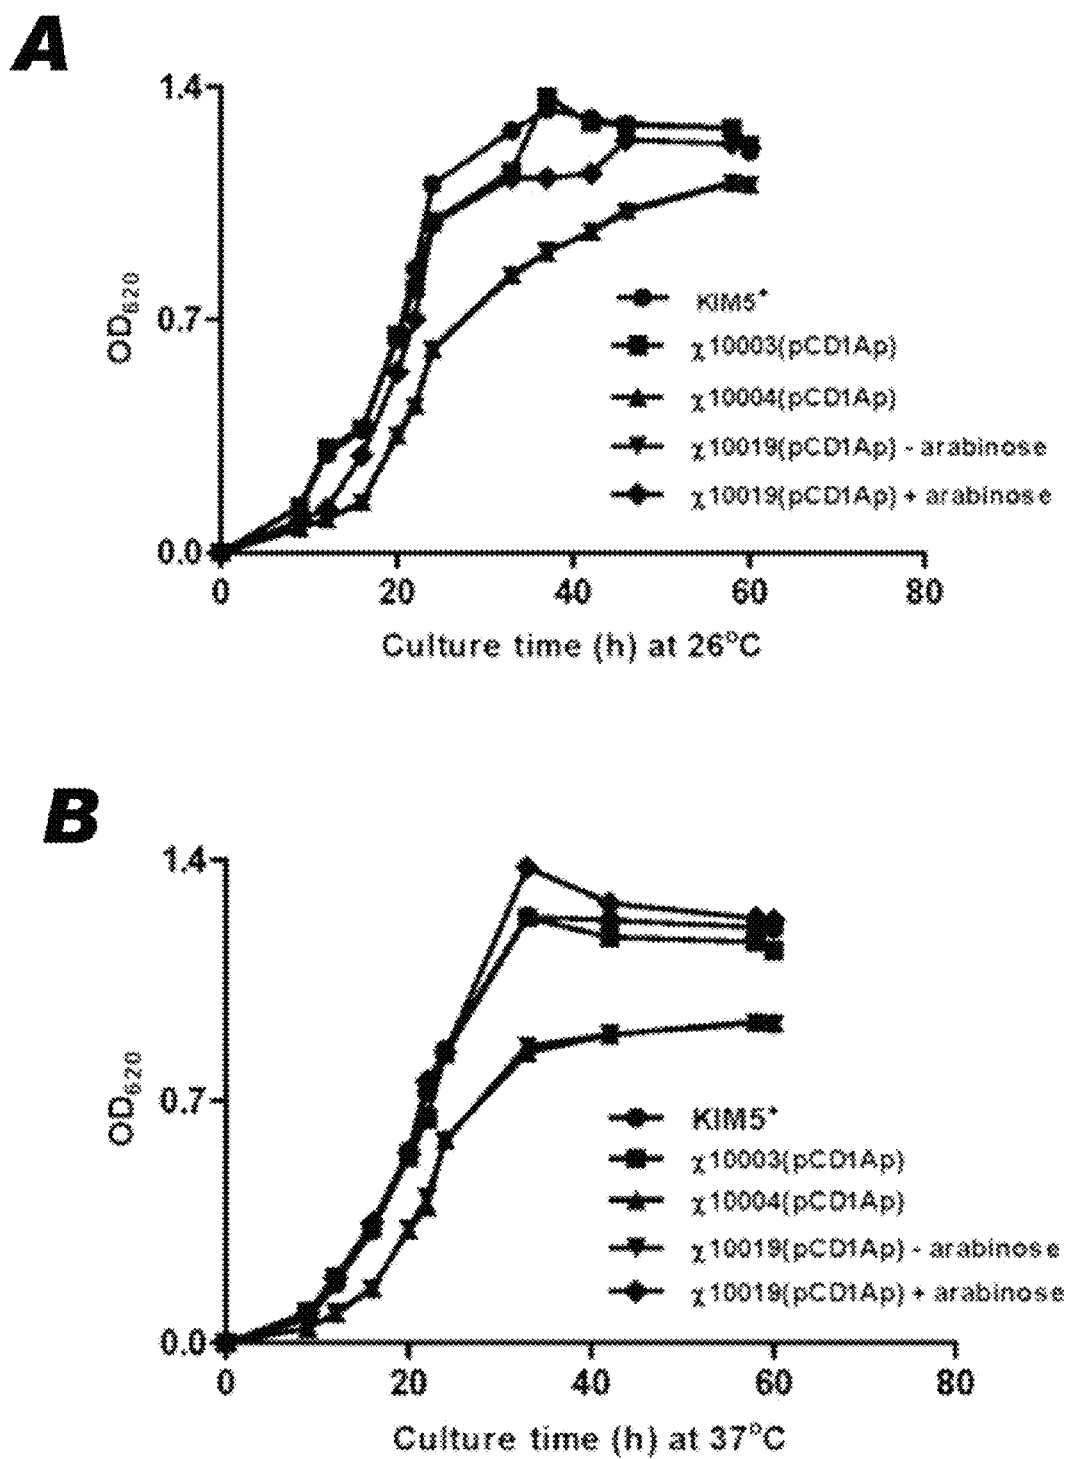 A
1.4
0.7
0.0
OD620
0 20 40 60 80
Culture time (h) at 26°C
KIM5+
χ10003(pCD1Ap)
χ10004(pCD1Ap)
χ10019(pCD1Ap) - arabinose
χ10019(pCD1Ap) + arabinose
B
1.4
0.7
0.0
OD620
0 20 40 60 80
Culture time (h) at 37°C
KIM5+
χ10003(pCD1Ap)
χ10004(pCD1Ap)
χ10019(pCD1Ap) - arabinose
χ10019(pCD1Ap) + arabinose